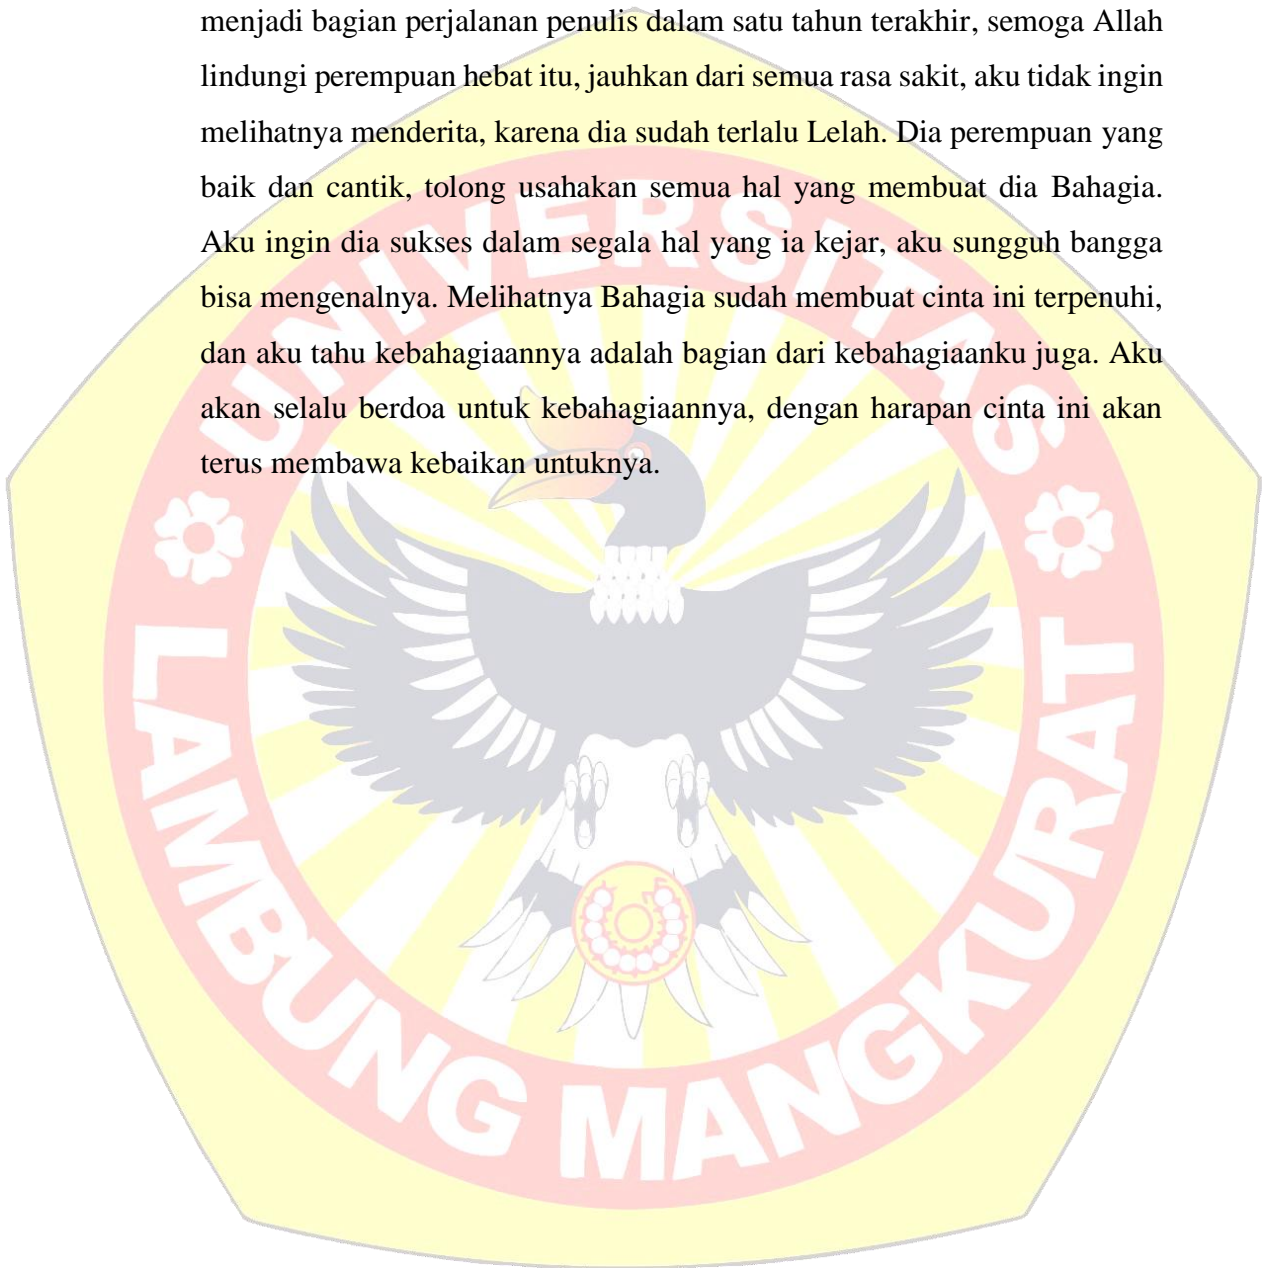 menjadi bagian perjalanan penulis dalam satu tahun terakhir, semoga Allah
lindungi perempuan hebat itu, jauhkan dari semua rasa sakit, aku tidak ingin
melihatnya menderita, karena dia sudah terlalu Lelah. Dia perempuan yang
baik dan cantik, tolong usahakan semua hal yang membuat dia Bahagia.
Aku ingin dia sukses dalam segala hal yang ia kejar, aku sungguh bangga
bisa mengenalnya. Melihatnya Bahagia sudah membuat cinta ini terpenuhi,
dan aku tahu kebahagiaannya adalah bagian dari kebahagiaanku juga. Aku
akan selalu berdoa untuk kebahagiaannya, dengan harapan cinta ini akan
terus membawa kebaikan untuknya.
UNIVERSITAS
LAMBUNG MANGKURAT